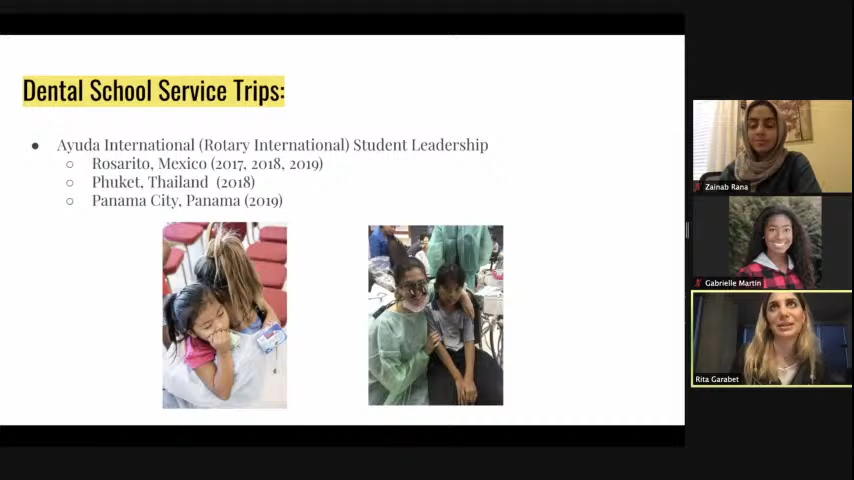 Dental School Service Trips:
● Ayuda International (Rotary International) Student Leadership
○ Rosarito, Mexico (2017, 2018, 2019)
○ Phuket, Thailand (2018)
○ Panama City, Panama (2019)
Zainab Rana
Gabrielle Martin
Rita Garabet